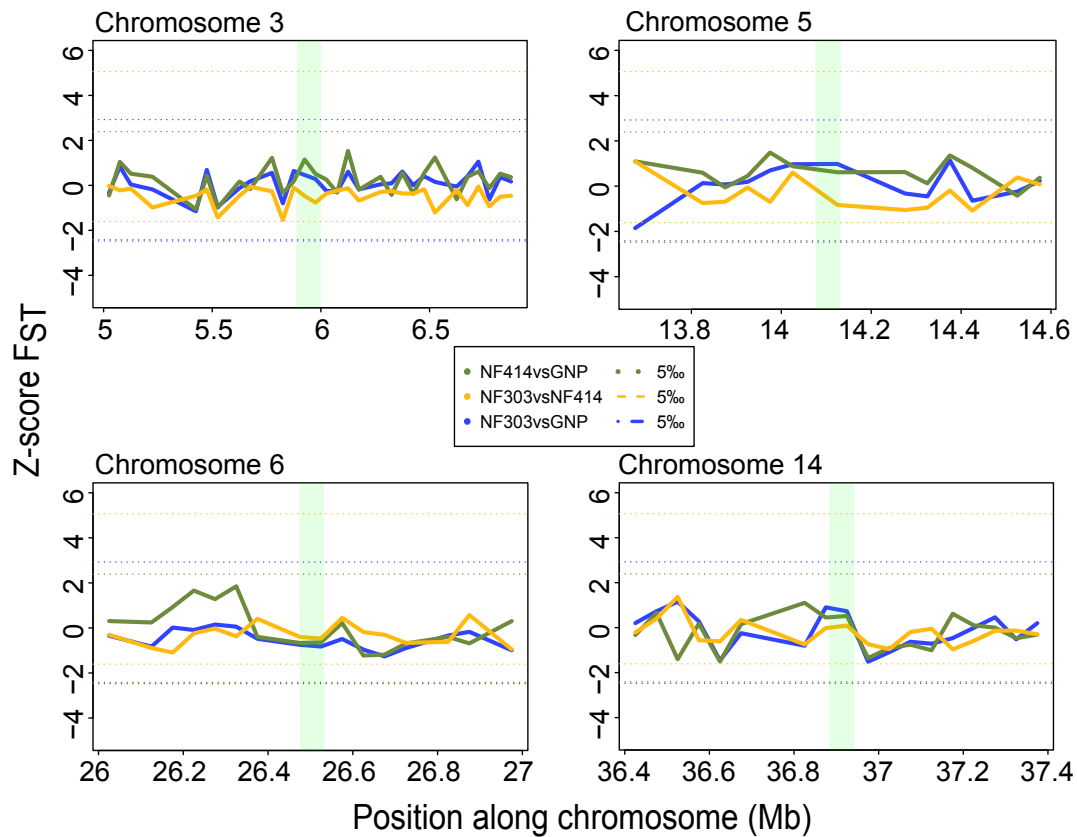 Chromosome 3
6
4
2
0
−2
−4
5 5.5 6 6.5
Chromosome 5
6
4
2
0
−2
−4
13.8 14 14.2 14.4 14.6
Z-score FST
NF414vsGNP 5‰
NF303vsNF414 5‰
NF303vsGNP 5‰
Chromosome 6
6
4
2
0
−2
−4
26 26.2 26.4 26.6 26.8 27
Chromosome 14
6
4
2
0
−2
−4
36.4 36.6 36.8 37 37.2 37.4
Position along chromosome (Mb)